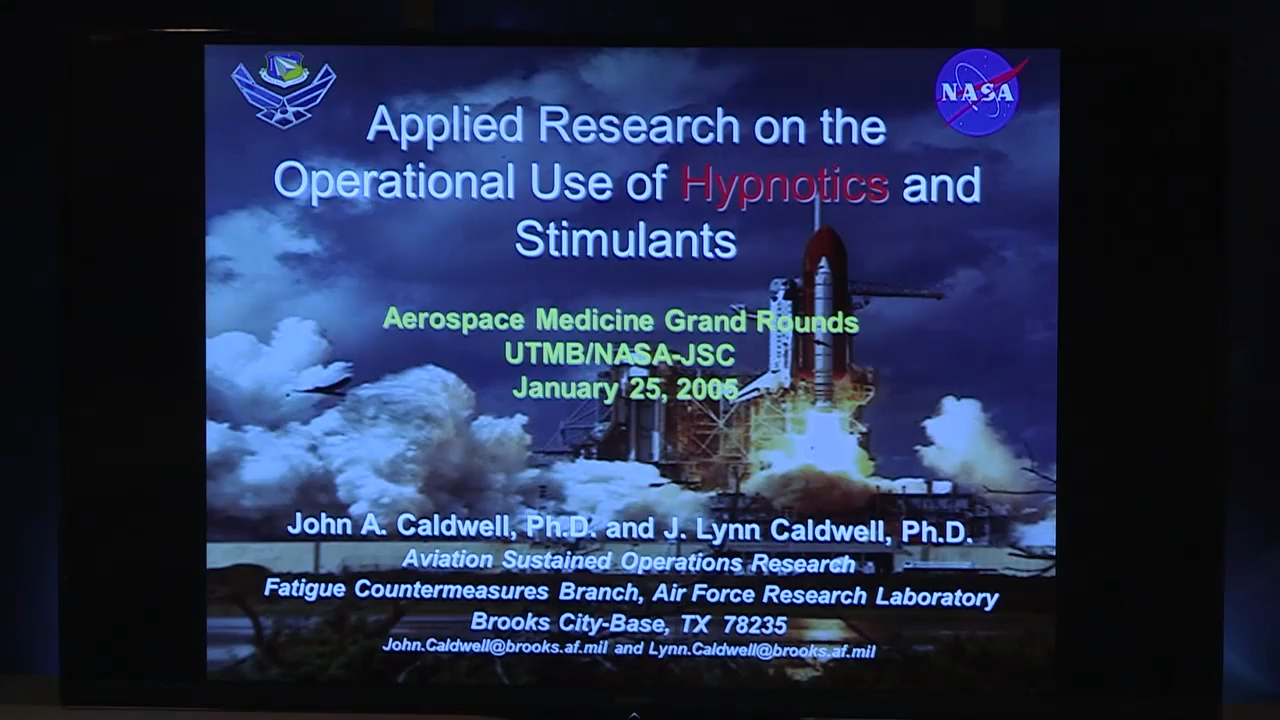 NASA
Applied Research on the
Operational Use of Hypnotics and
Stimulants
Aerospace Medicine Grand Rounds
UTMB/NASA-JSC
January 25, 2005
John A. Caldwell, Ph.D. and J. Lynn Caldwell, Ph.D.
Aviation Sustained Operations Research
Fatigue Countermeasures Branch, Air Force Research Laboratory
Brooks City-Base, TX 78235
John.Caldwell@brooks.af.mil and Lynn.Caldwell@brooks.af.mil